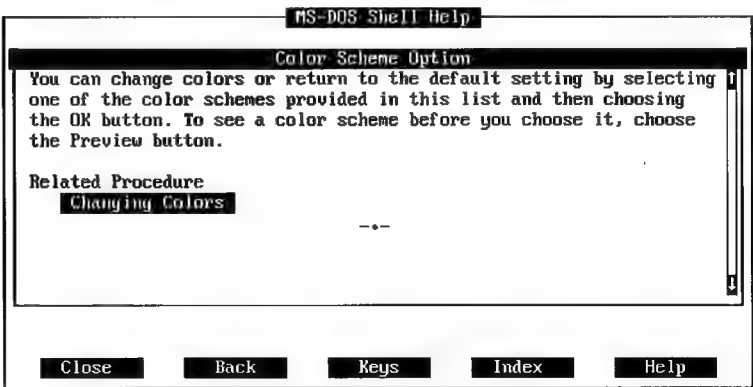 MS-DOS Shell Help
Color Scheme Option
You can change colors or return to the default setting by selecting
one of the color schemes provided in this list and then choosing
the OK button. To see a color scheme before you choose it, choose
the Preview button.
Related Procedure
Changing Colors
Close Back Keys Index Help